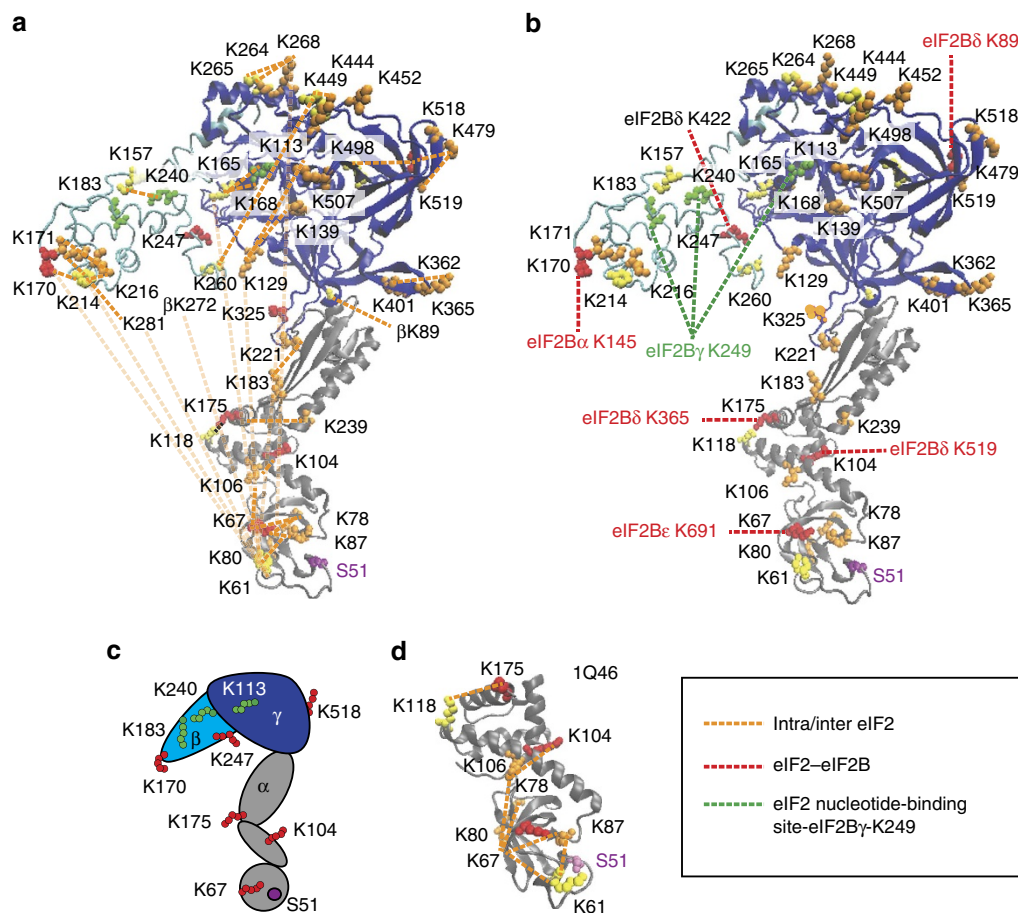 a
K264
K268
K265
K449
K444
K452
K518
K479
K113
K498
K157
K165
K183
K240
K168
K507
K519
K139
K171
K247
K362
K170
K260
K129
K214
K216
K401
K365
K281
βK272
K325
βK89
K221
K183
K175
K239
K118
K104
K106
K67
K78
K80
K87
S51
K61
b
K268
eIF2Bδ K89
K264
K444
K265
K449
K452
K518
eIF2Bδ K422
K498
K113
K157
K165
K479
K183
K240
K168
K507
K519
K139
K171
K247
K362
K170
K129
K214
K216
K260
K401
K365
K325
eIF2Bα K145
eIF2Bγ K249
K221
K183
K175
eIF2Bδ K365
K239
K118
K104
eIF2Bδ K519
K106
K67
K78
eIF2Bε K691
K87
K80
K61
S51
c
K240
K113
γ
K183
K518
β
K247
K170
α
K175
K104
K67
S51
d
K175
1Q46
K118
K104
K106
K78
K80
K87
K67
S51
K61
Intra/inter eIF2
eIF2–eIF2B
eIF2 nucleotide-binding
site-eIF2Bγ-K249